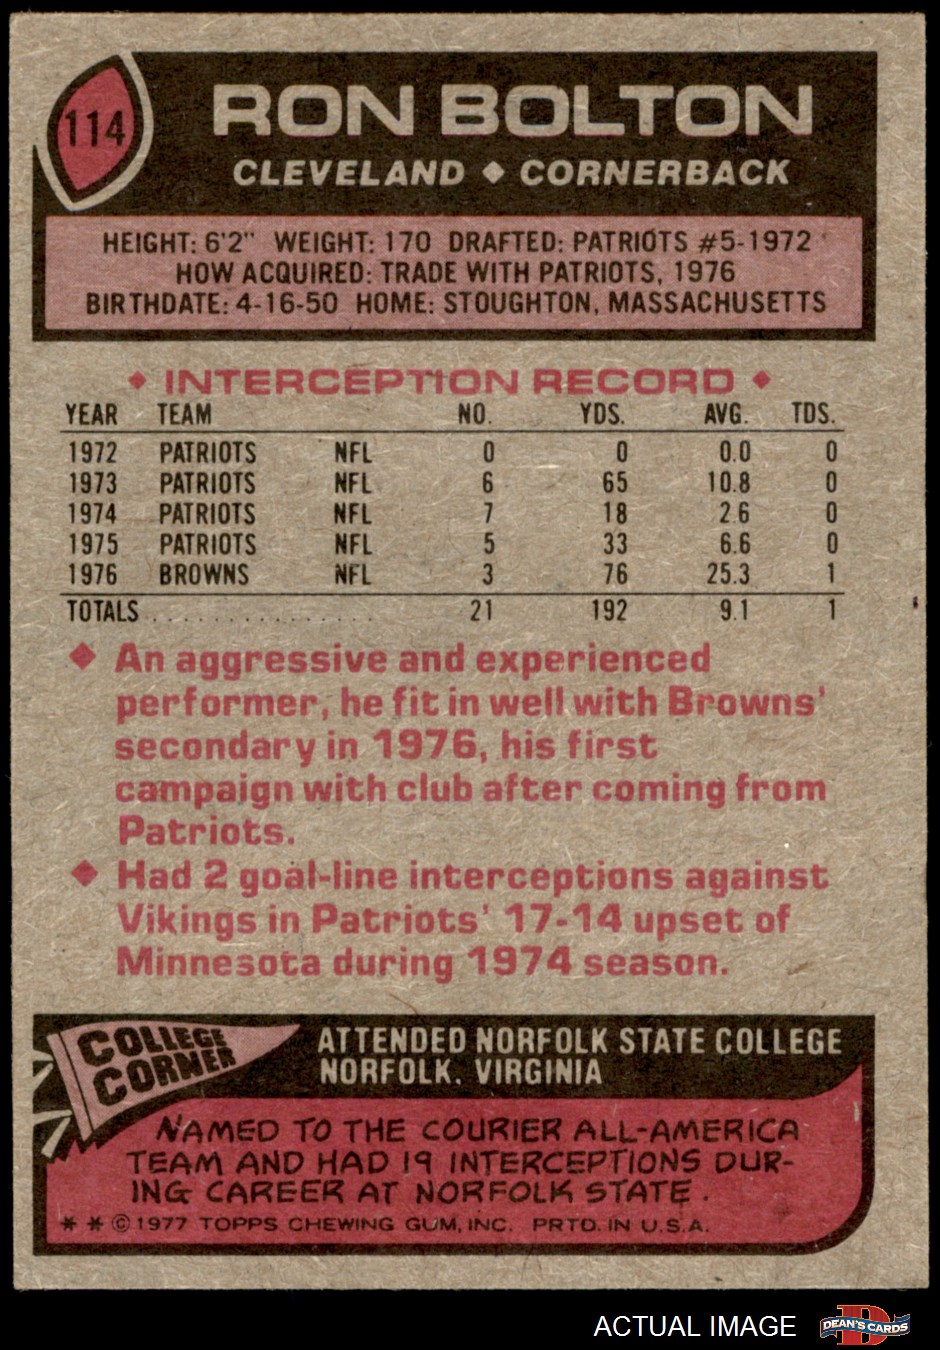 114
RON BOLTON
CLEVELAND ◆ CORNERBACK
HEIGHT: 6'2" WEIGHT: 170 DRAFTED: PATRIOTS #5-1972
HOW ACQUIRED: TRADE WITH PATRIOTS, 1976
BIRTHDATE: 4-16-50 HOME: STOUGHTON, MASSACHUSETTS
◆ INTERCEPTION RECORD ◆
YEAR TEAM NO. YDS. AVG. TDS.
1972 PATRIOTS NFL 0 0 0.0 0
1973 PATRIOTS NFL 6 65 10.8 0
1974 PATRIOTS NFL 7 18 2.6 0
1975 PATRIOTS NFL 5 33 6.6 0
1976 BROWNS NFL 3 76 25.3 1
TOTALS . . . . . . . . . . . . . . . . 21 192 9.1 1
◆ An aggressive and experienced
performer, he fit in well with Browns'
secondary in 1976, his first
campaign with club after coming from
Patriots.
◆ Had 2 goal-line interceptions against
Vikings in Patriots' 17-14 upset of
Minnesota during 1974 season.
COLLEGE
CORNER
ATTENDED NORFOLK STATE COLLEGE
NORFOLK, VIRGINIA
NAMED TO THE COURIER ALL-AMERICA
TEAM AND HAD 19 INTERCEPTIONS DUR-
ING CAREER AT NORFOLK STATE.
* * © 1977 TOPPS CHEWING GUM, INC. PRTD. IN U.S.A.
ACTUAL IMAGE
DEAN'S CARDS